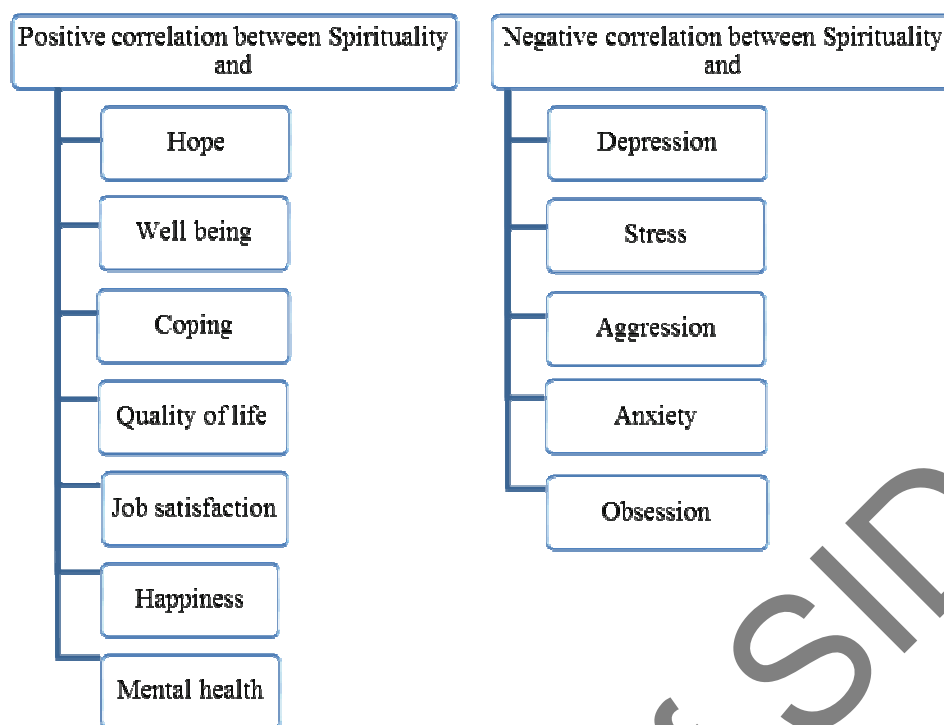 Positive correlation between Spirituality
and
Hope
Well being
Coping
Quality of life
Job satisfaction
Happiness
Mental health
Negative correlation between Spirituality
and
Depression
Stress
Aggression
Anxiety
Obsession
f SID